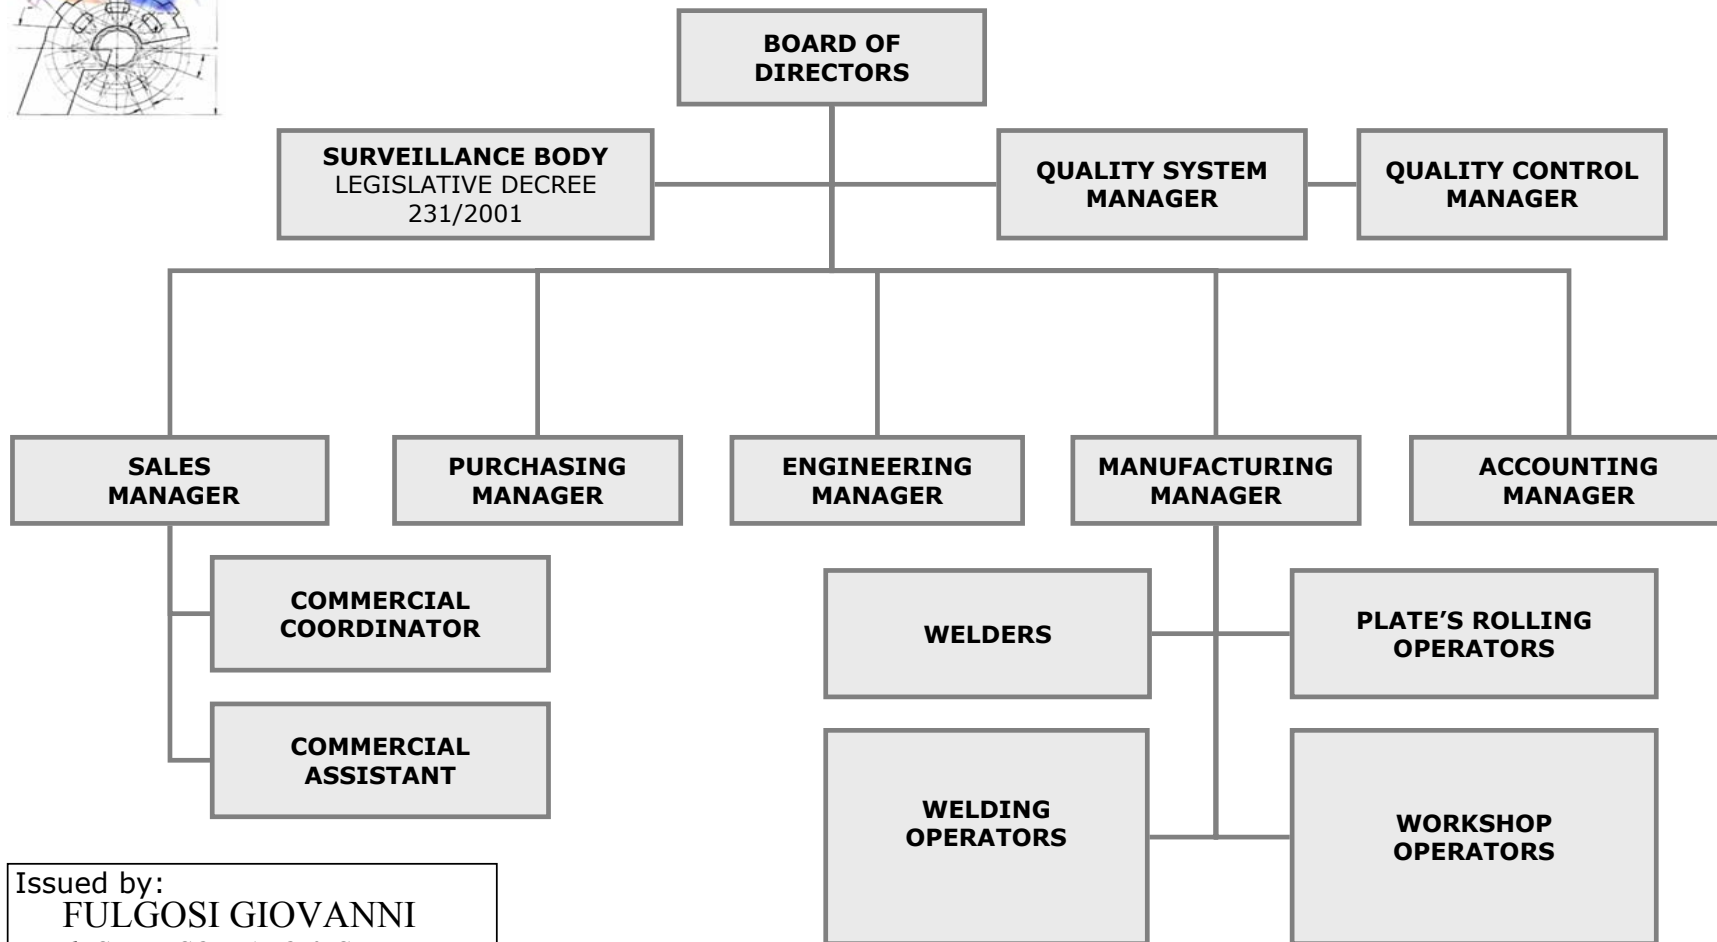 BOARD OF
DIRECTORS
SURVEILLANCE BODY
LEGISLATIVE DECREE
231/2001
QUALITY SYSTEM
MANAGER
QUALITY CONTROL
MANAGER
SALES
MANAGER
PURCHASING
MANAGER
ENGINEERING
MANAGER
MANUFACTURING
MANAGER
ACCOUNTING
MANAGER
COMMERCIAL
COORDINATOR
COMMERCIAL
ASSISTANT
WELDERS
PLATE’S ROLLING
OPERATORS
WELDING
OPERATORS
WORKSHOP
OPERATORS
Issued by:
FULGOSI GIOVANNI